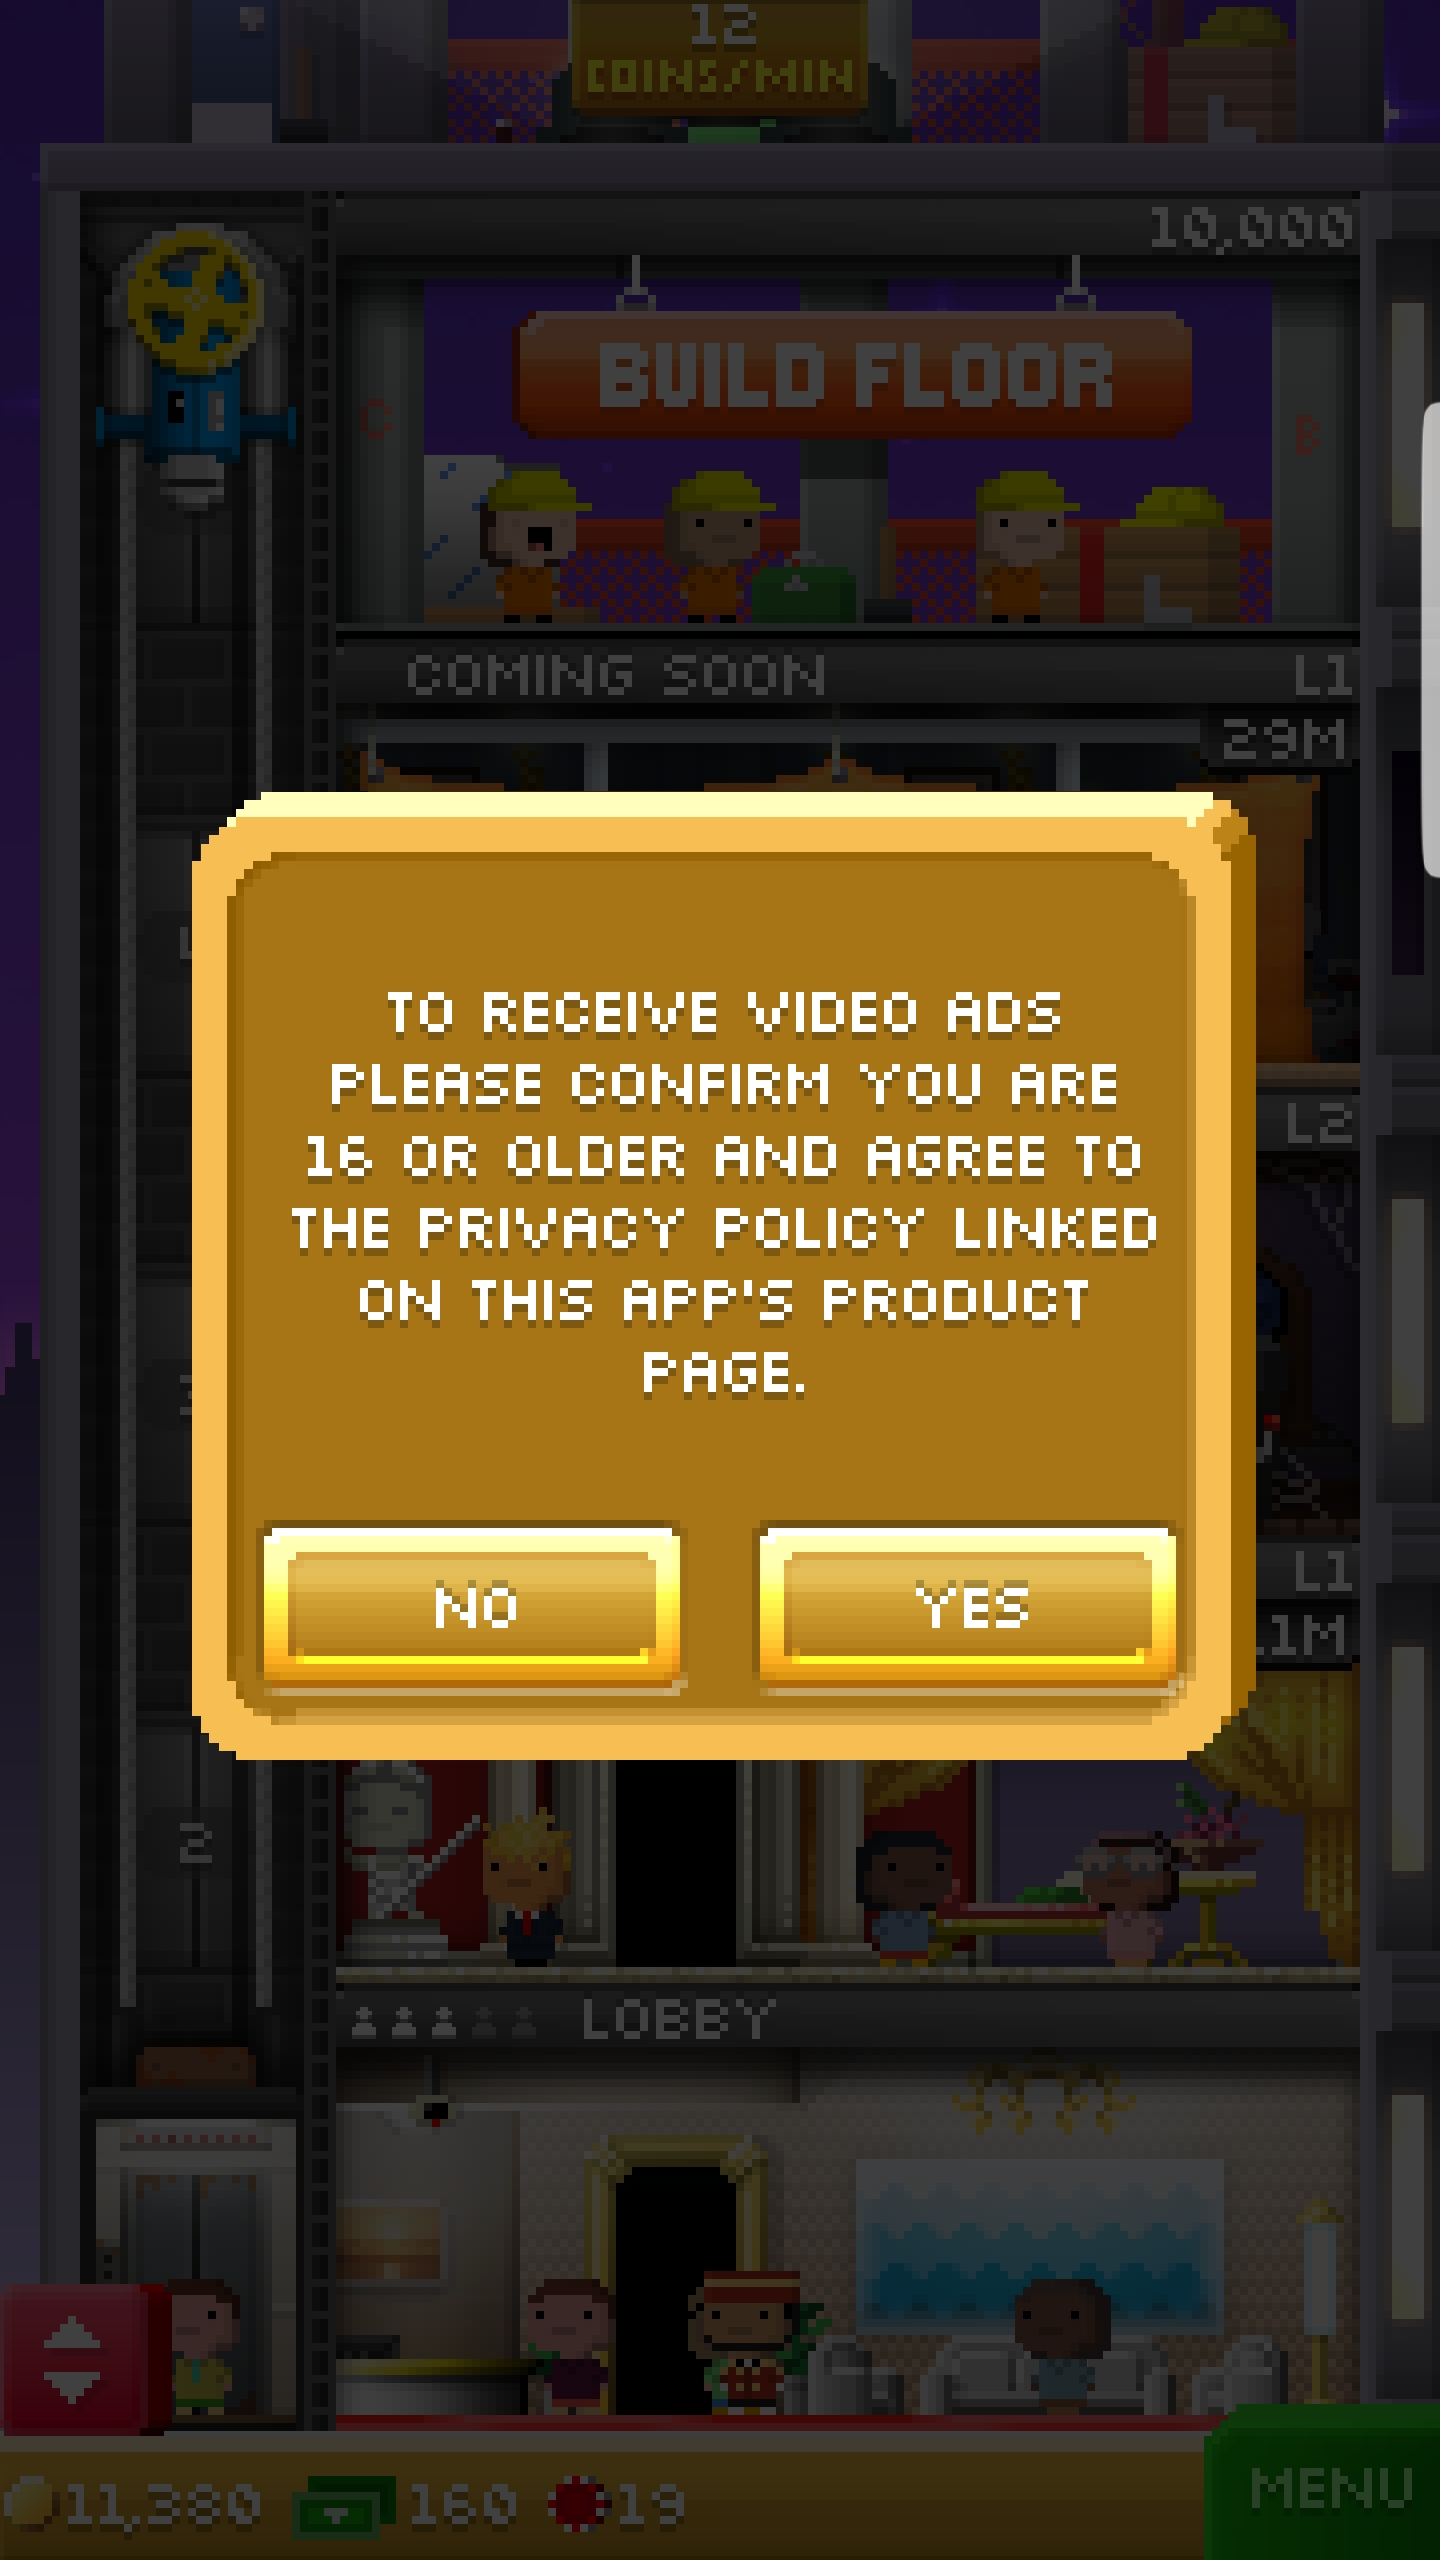 12
COINS/MIN
10,000
BUILD FLOOR
C
B
COMING SOON
L1
29M
TO RECEIVE VIDEO ADS
PLEASE CONFIRM YOU ARE
16 OR OLDER AND AGREE TO
THE PRIVACY POLICY LINKED
ON THIS APP'S PRODUCT
PAGE.
L2
L1
.1M
NO
YES
2
LOBBY
11,380
160
19
MENU